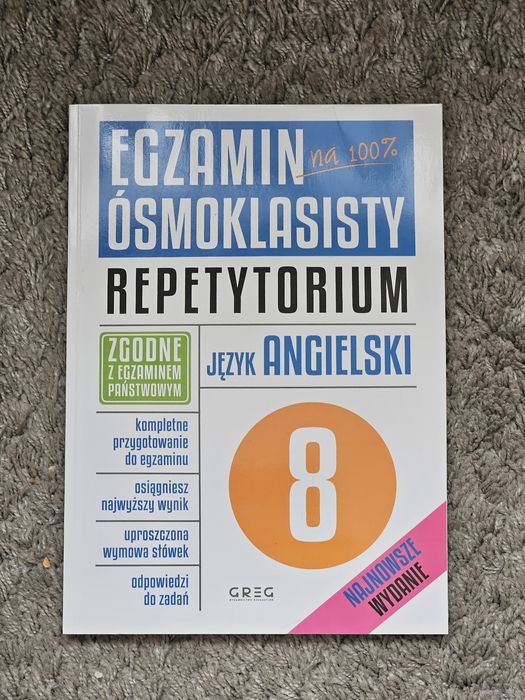 EGZAMIN na 100%
ÓSMOKLASISTY
REPETYTORIUM
ZGODNE
Z EGZAMINEM
PAŃSTWOWYM
JĘZYK ANGIELSKI
kompletne
przygotowanie
do egzaminu
osiągniesz
najwyższy wynik
uproszczona
wymowa słówek
odpowiedzi
do zadań
8
GREG
NAJNOWSZE
WYDANIE